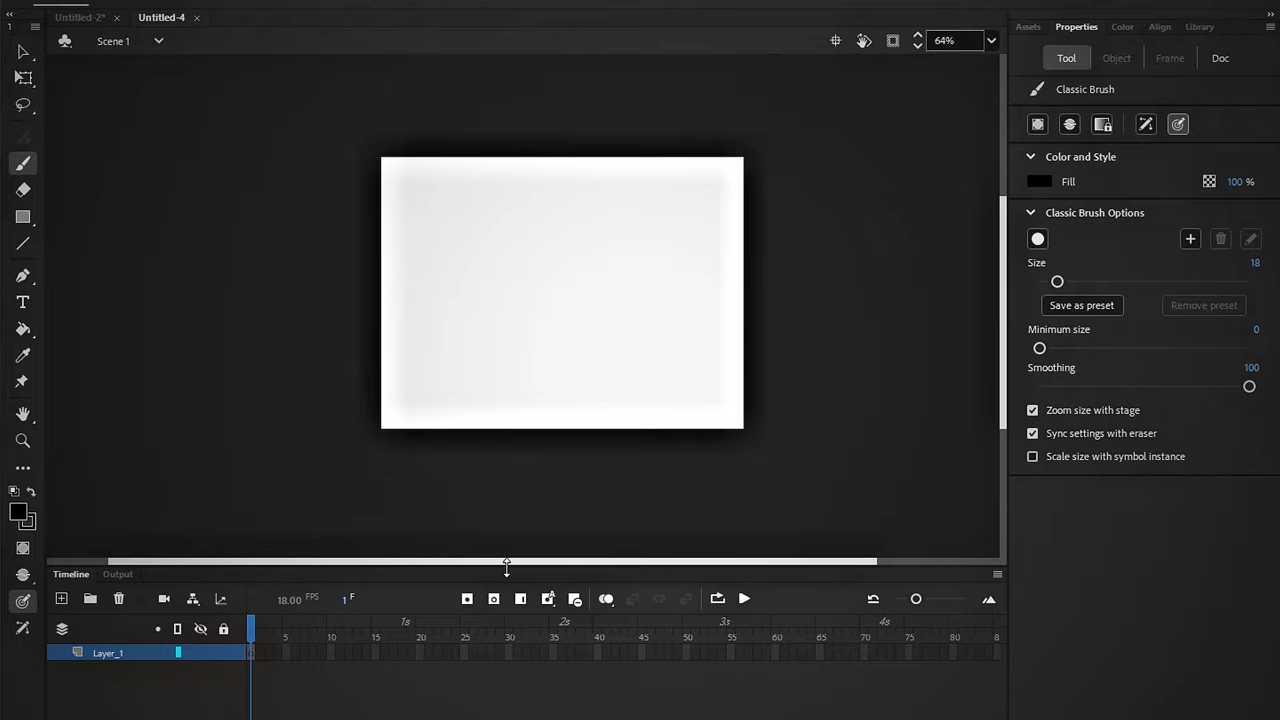 Untitled-2* × Untitled-4 ×
1
Scene 1
64%
Assets Properties Color Align Library
Tool Object Frame Doc
Classic Brush
Color and Style
Fill 100 %
Classic Brush Options
Size 18
Save as preset Remove preset
Minimum size 0
Smoothing 100
Zoom size with stage
Sync settings with eraser
Scale size with symbol instance
T
Timeline Output
18.00 FPS 1 F
1s 2s 3s 4s
5 10 15 20 25 30 35 40 45 50 55 60 65 70 75 80 8
Layer_1